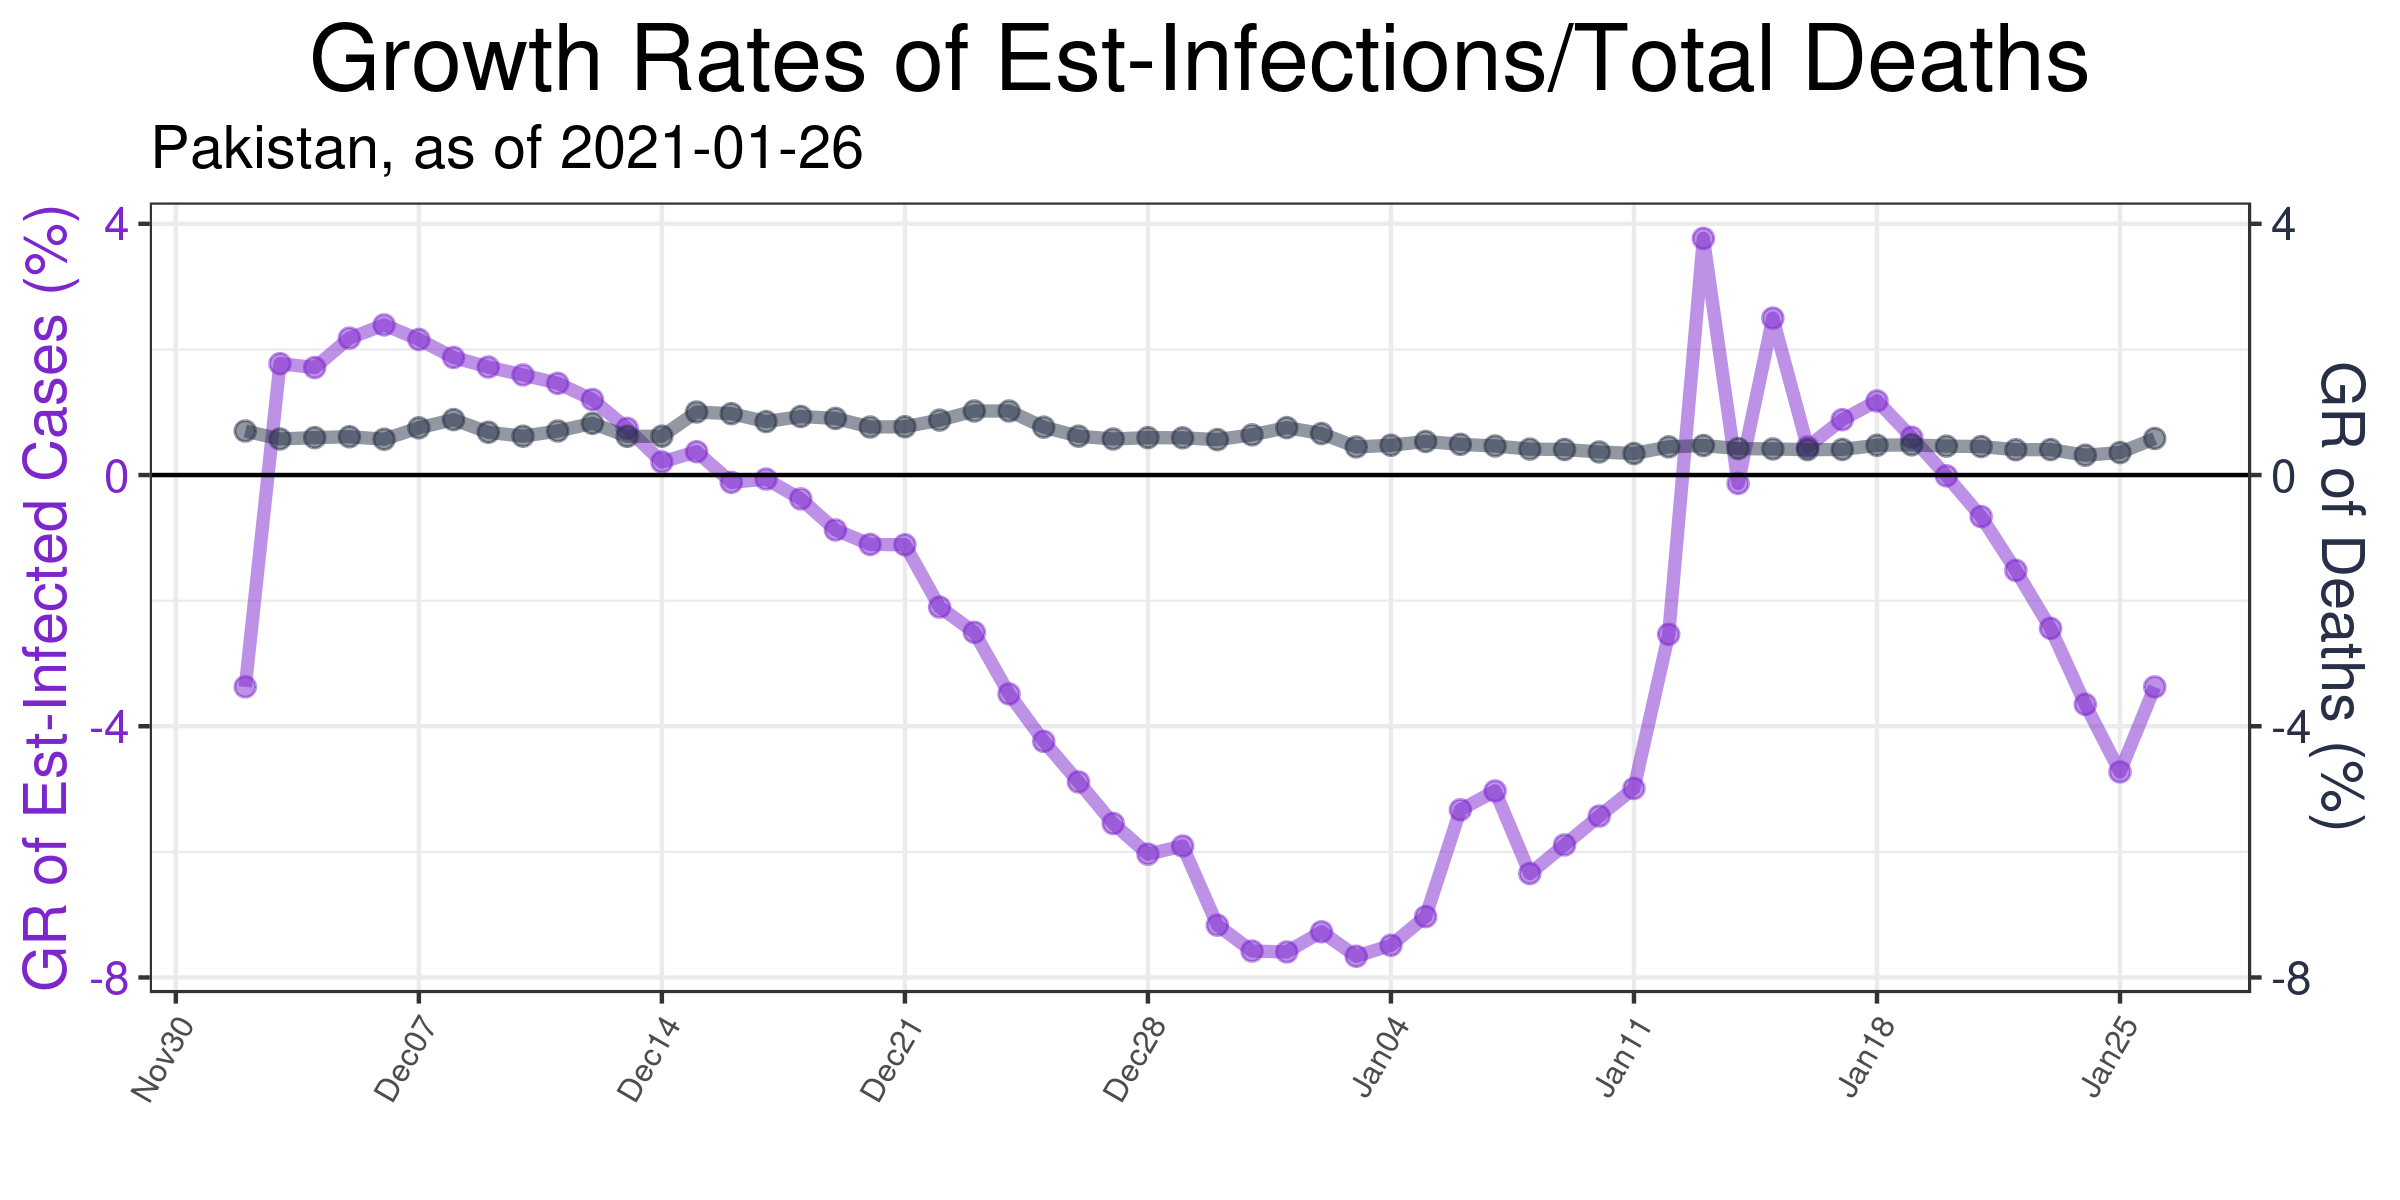 Growth Rates of Est-Infections/Total Deaths
Pakistan, as of 2021-01-26
GR of Est-Infected Cases (%)
4
0
-4
-8
4
0
-4
-8
GR of Deaths (%)
Nov30
Dec07
Dec14
Dec21
Dec28
Jan04
Jan11
Jan18
Jan25